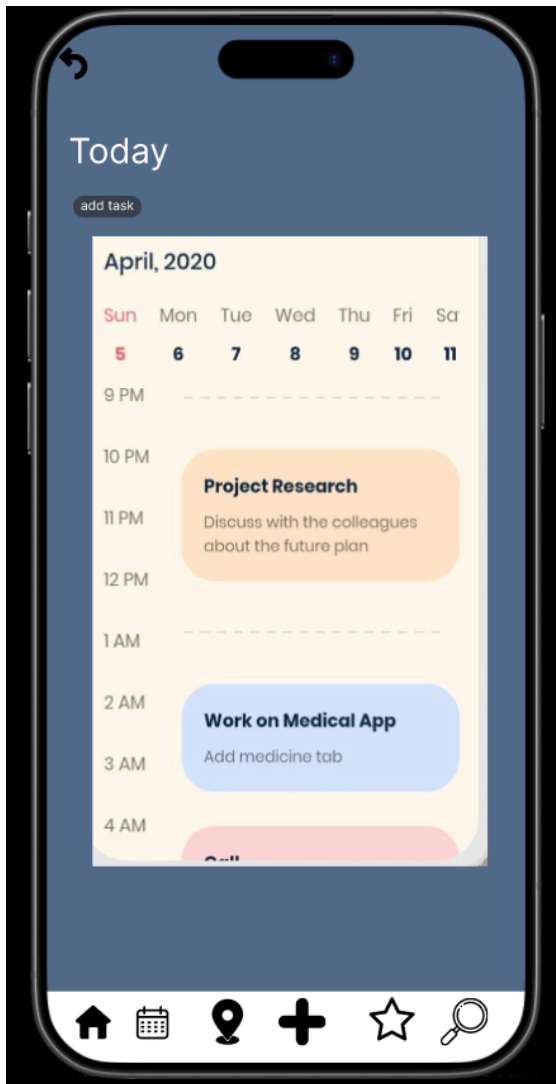 Today
add task
April, 2020
Sun Mon Tue Wed Thu Fri Sa
5 6 7 8 9 10 11
9 PM
10 PM
Project Research
11 PM
Discuss with the colleagues
about the future plan
12 PM
1 AM
2 AM
Work on Medical App
Add medicine tab
3 AM
4 AM